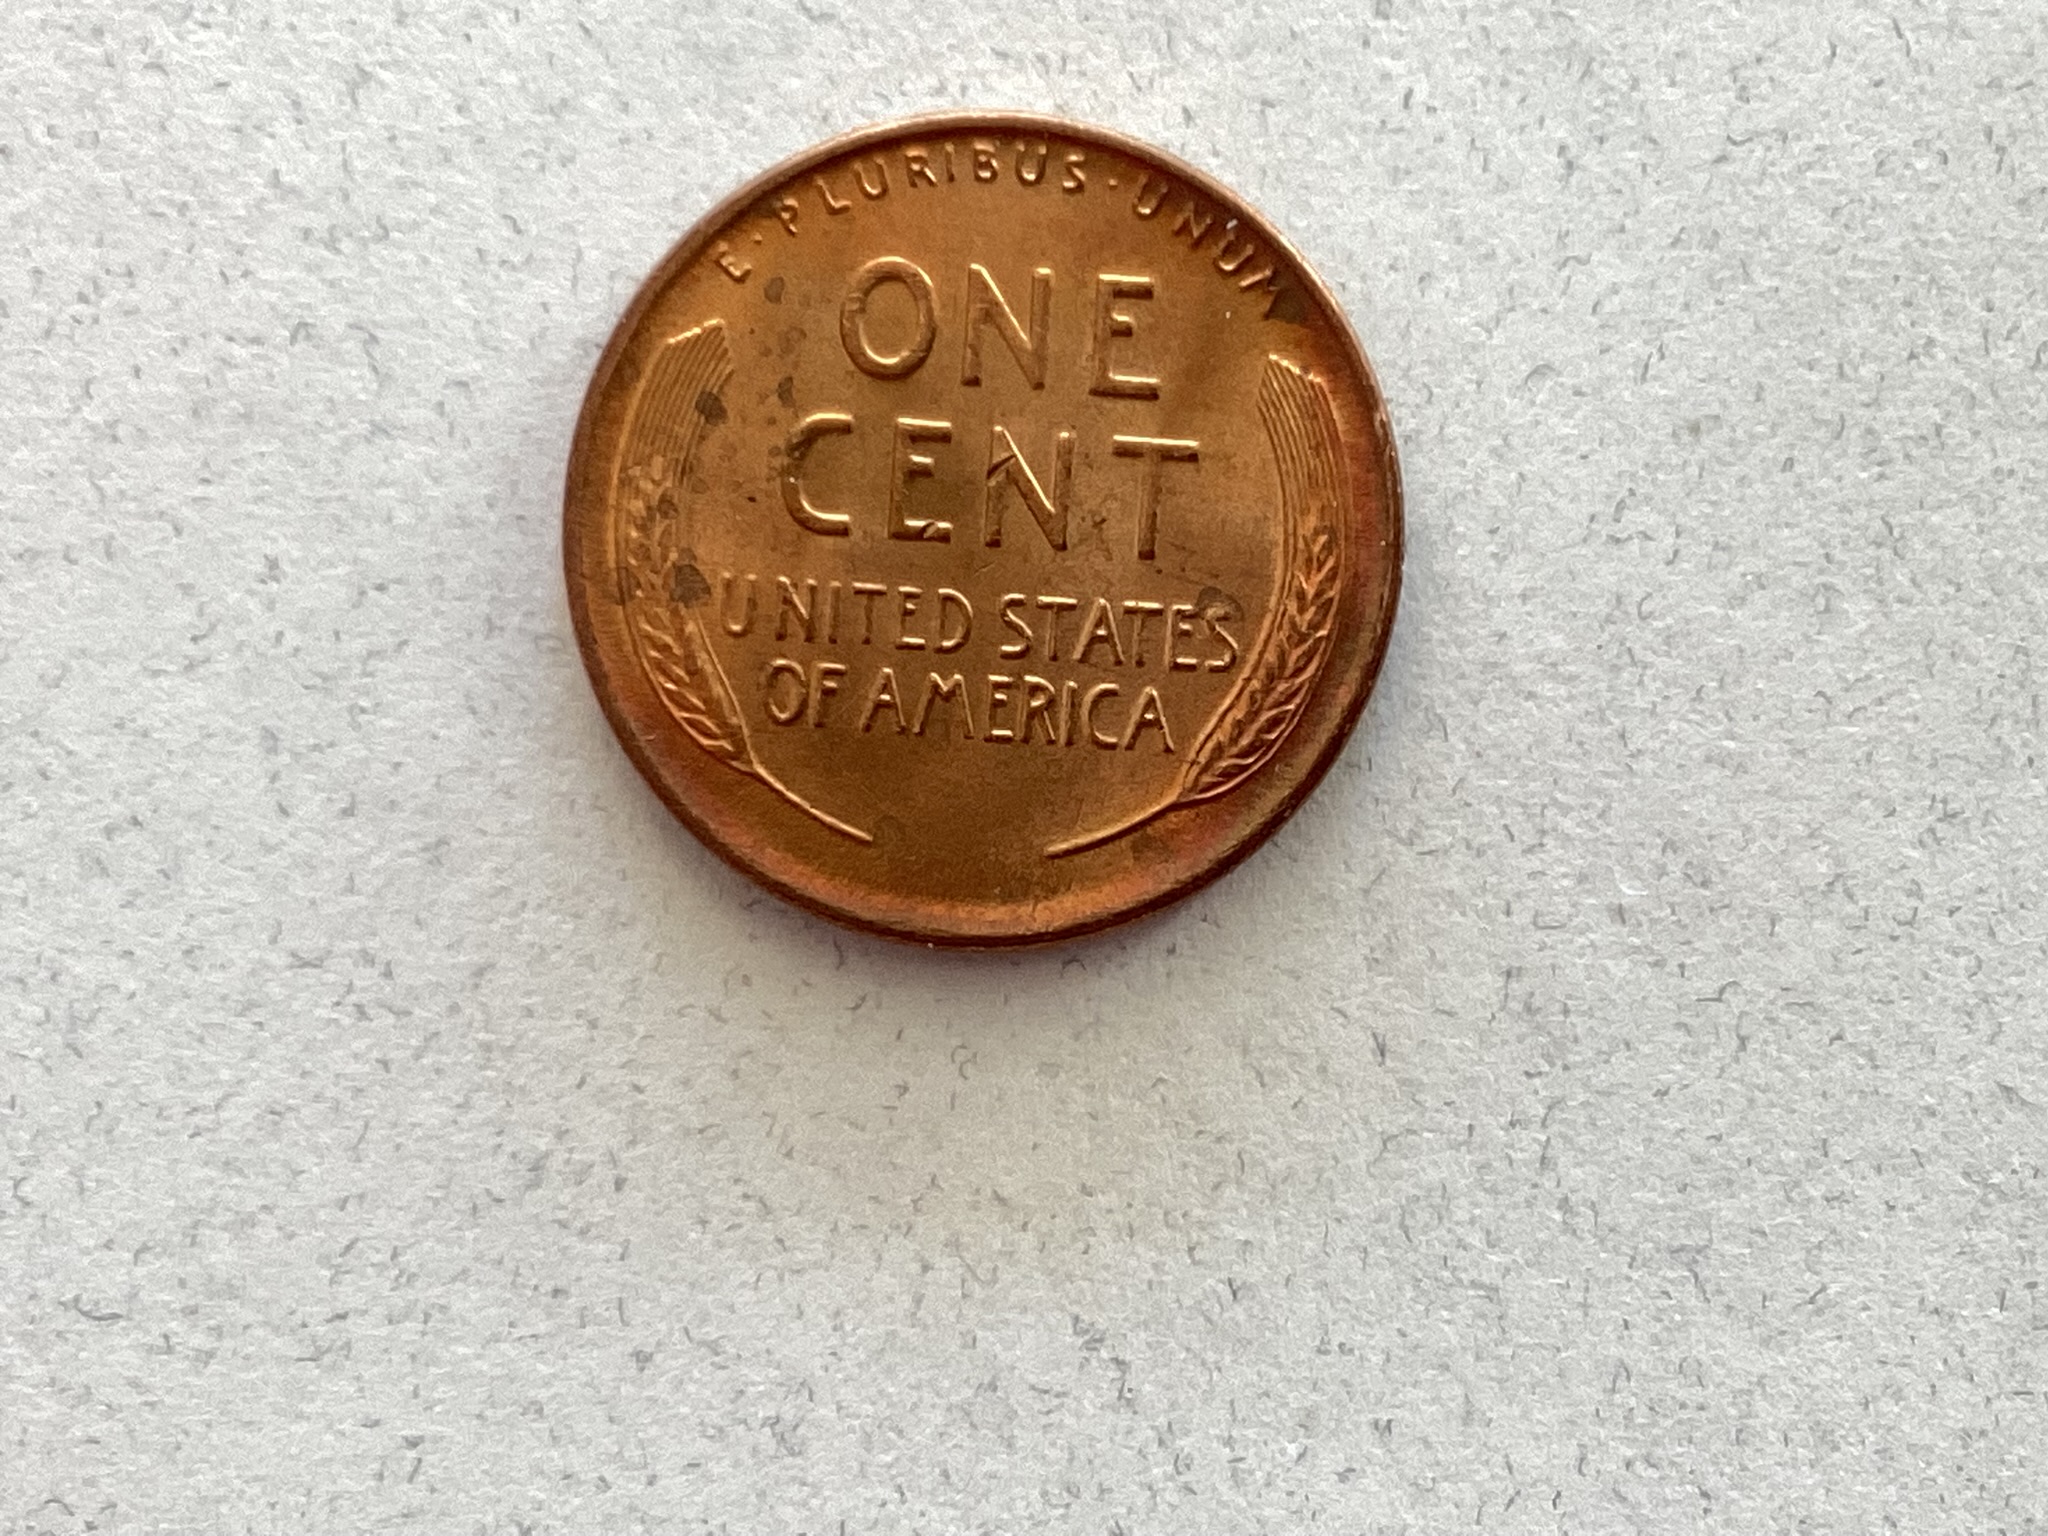 E·PLURIBUS·UNUM
ONE
CENT
UNITED STATES
OF AMERICA